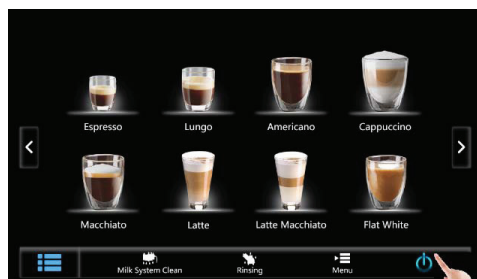 Espresso Lungo Americano Cappuccino
Macchiato Latte Latte Macchiato Flat White
Milk System Clean Rinsing Menu